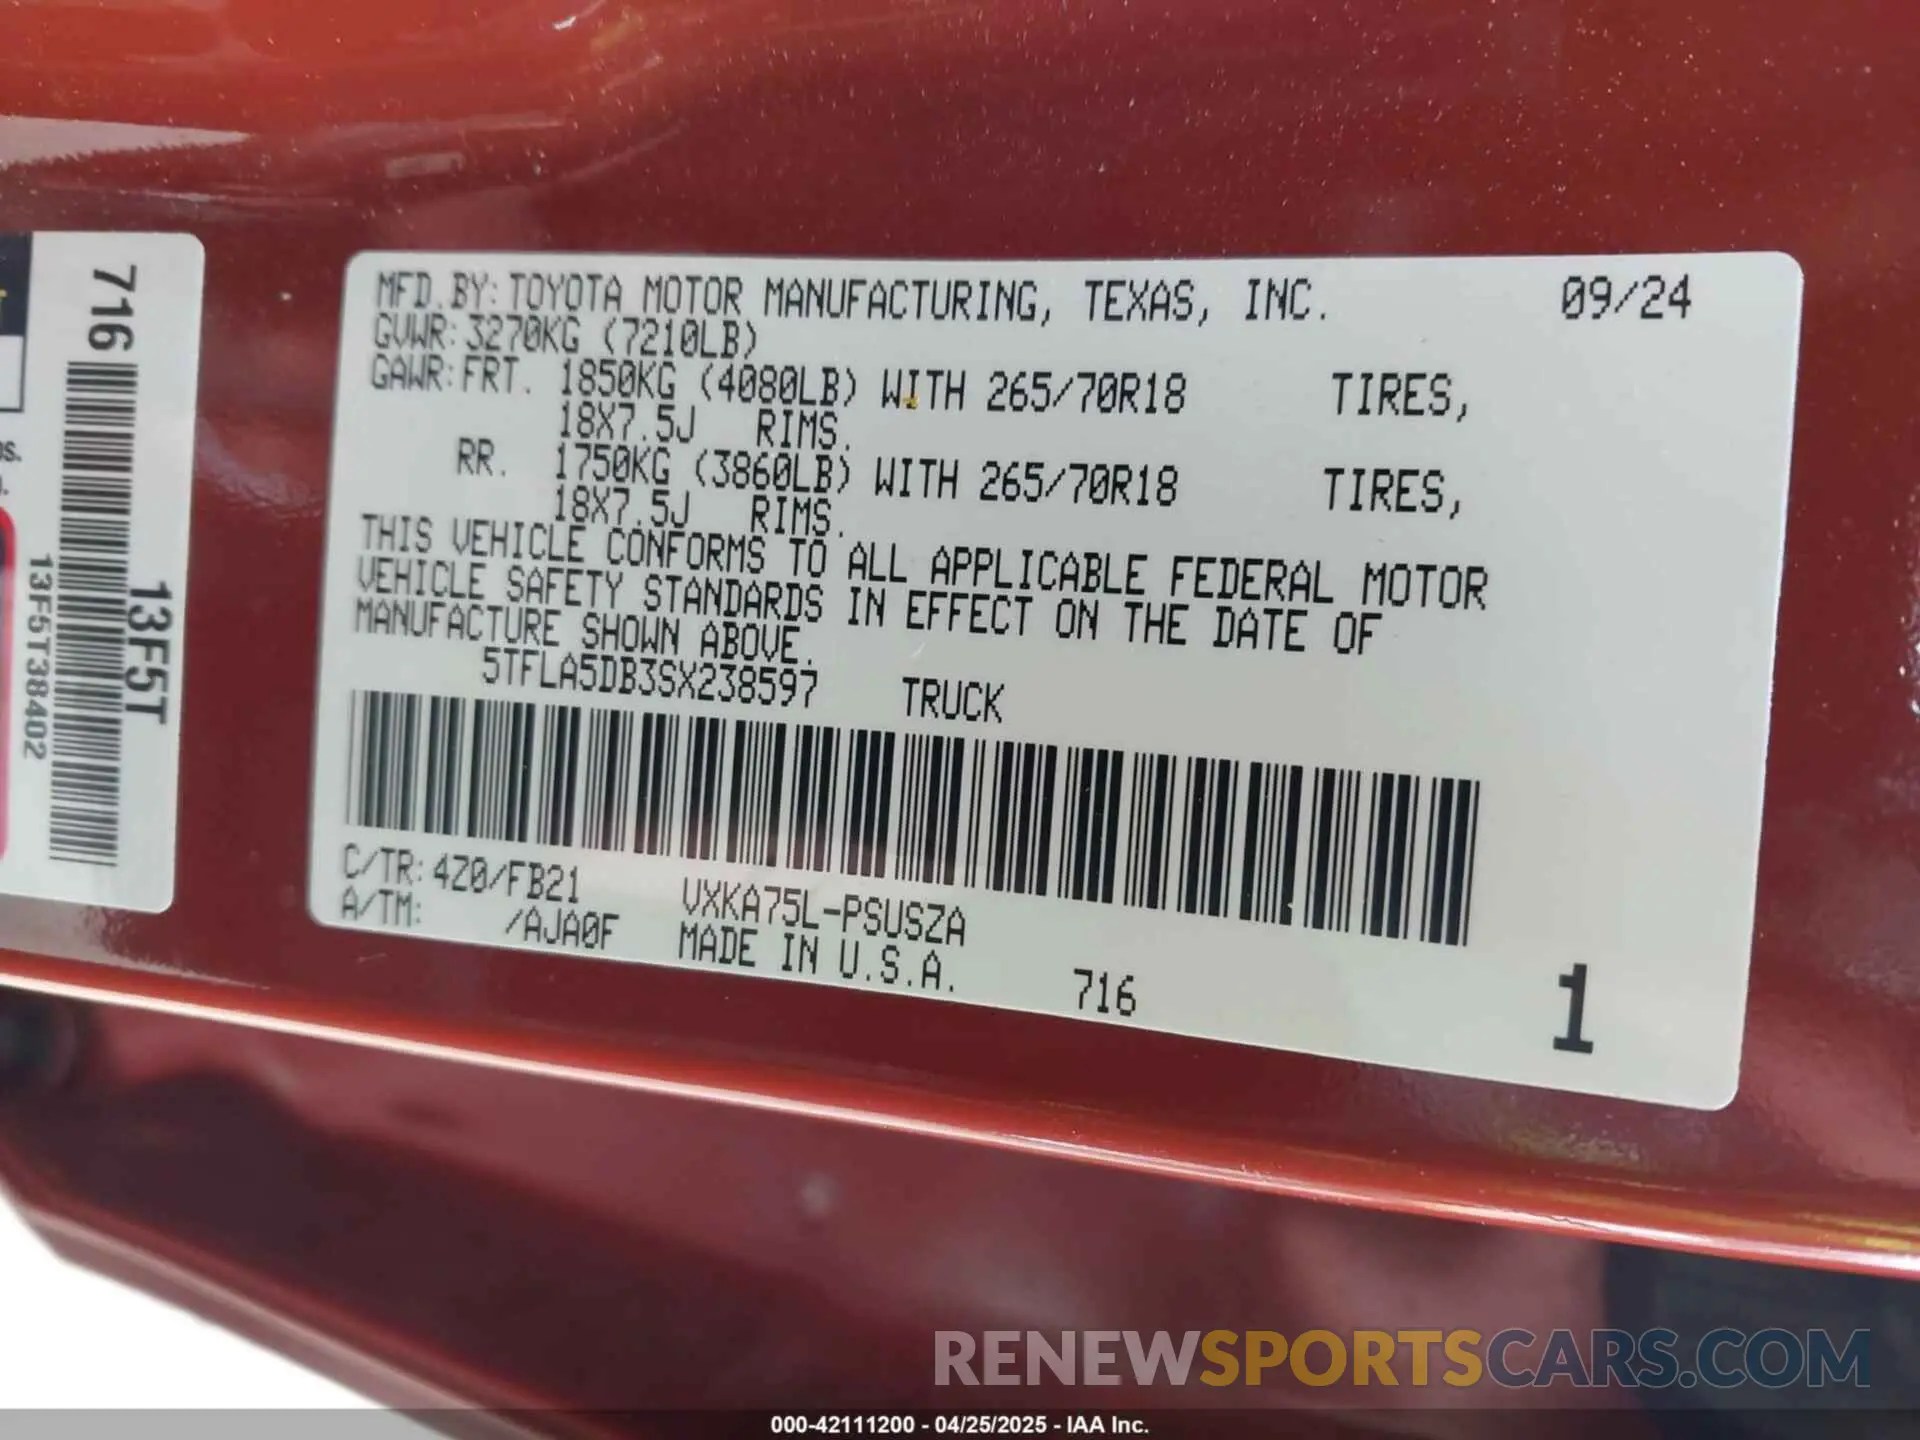 716
13F5T
13F5T38402
MFD.BY:TOYOTA MOTOR MANUFACTURING, TEXAS, INC. 09/24
GVWR:3270KG (7210LB)
GAWR:FRT. 1850KG (4080LB) WITH 265/70R18 TIRES,
18X7.5J RIMS.
RR. 1750KG (3860LB) WITH 265/70R18 TIRES,
18X7.5J RIMS.
THIS VEHICLE CONFORMS TO ALL APPLICABLE FEDERAL MOTOR
VEHICLE SAFETY STANDARDS IN EFFECT ON THE DATE OF
MANUFACTURE SHOWN ABOVE.
5TFLA5DB3SX238597 TRUCK
C/TR:4Z0/FB21 VXKA75L-PSUSZA
A/TM: /AJA0F MADE IN U.S.A.
716
1
RENEWSPORTSCARS.COM
000-42111200 - 04/25/2025 - IAA Inc.